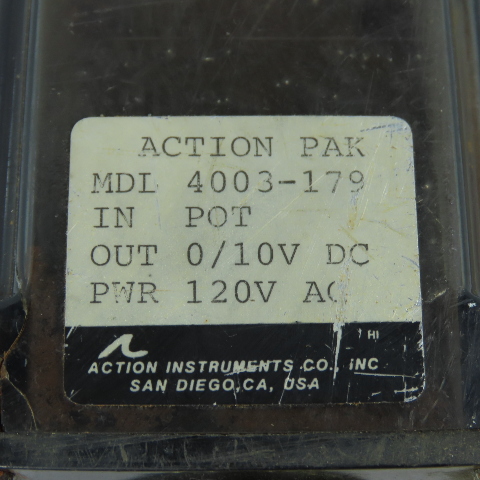 ACTION PAK
MDL 4003-179
IN POT
OUT 0/10V DC
PWR 120V AC
HI
ACTION INSTRUMENTS CO., INC
SAN DIEGO, CA, USA